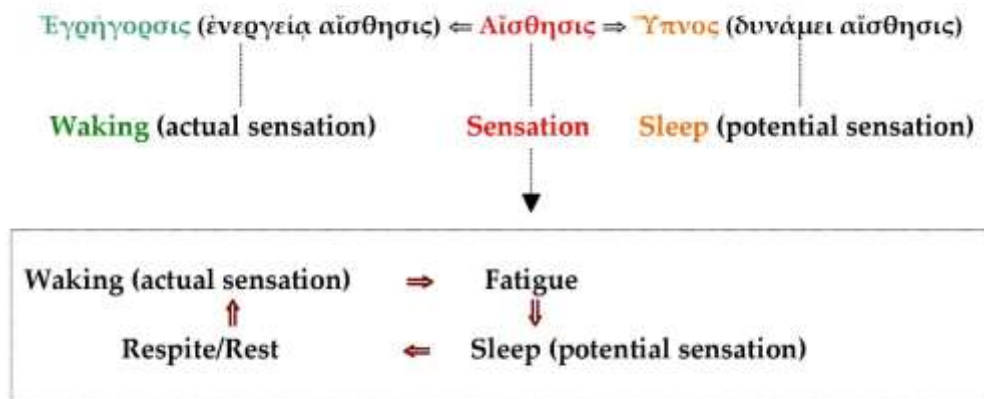 Ἐγρήγορσις (ἐνεργείᾳ αἴσθησις) ⇐ Αἴσθησις ⇒ Ὕπνος (δυνάμει αἴσθησις)
Waking (actual sensation) Sensation Sleep (potential sensation)
Waking (actual sensation) ⇒ Fatigue
⇑ ⇓
Respite/Rest ⇐ Sleep (potential sensation)